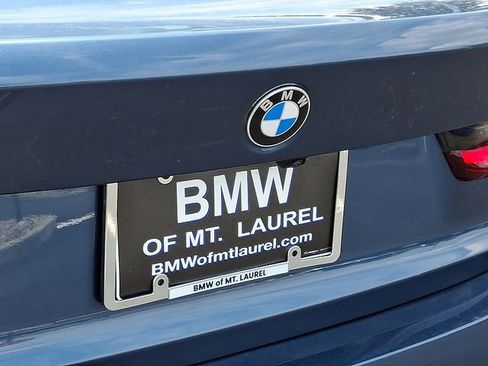 BMW
BMW
OF MT. LAUREL
BMWofmtlaurel.com
BMW of MT. LAUREL